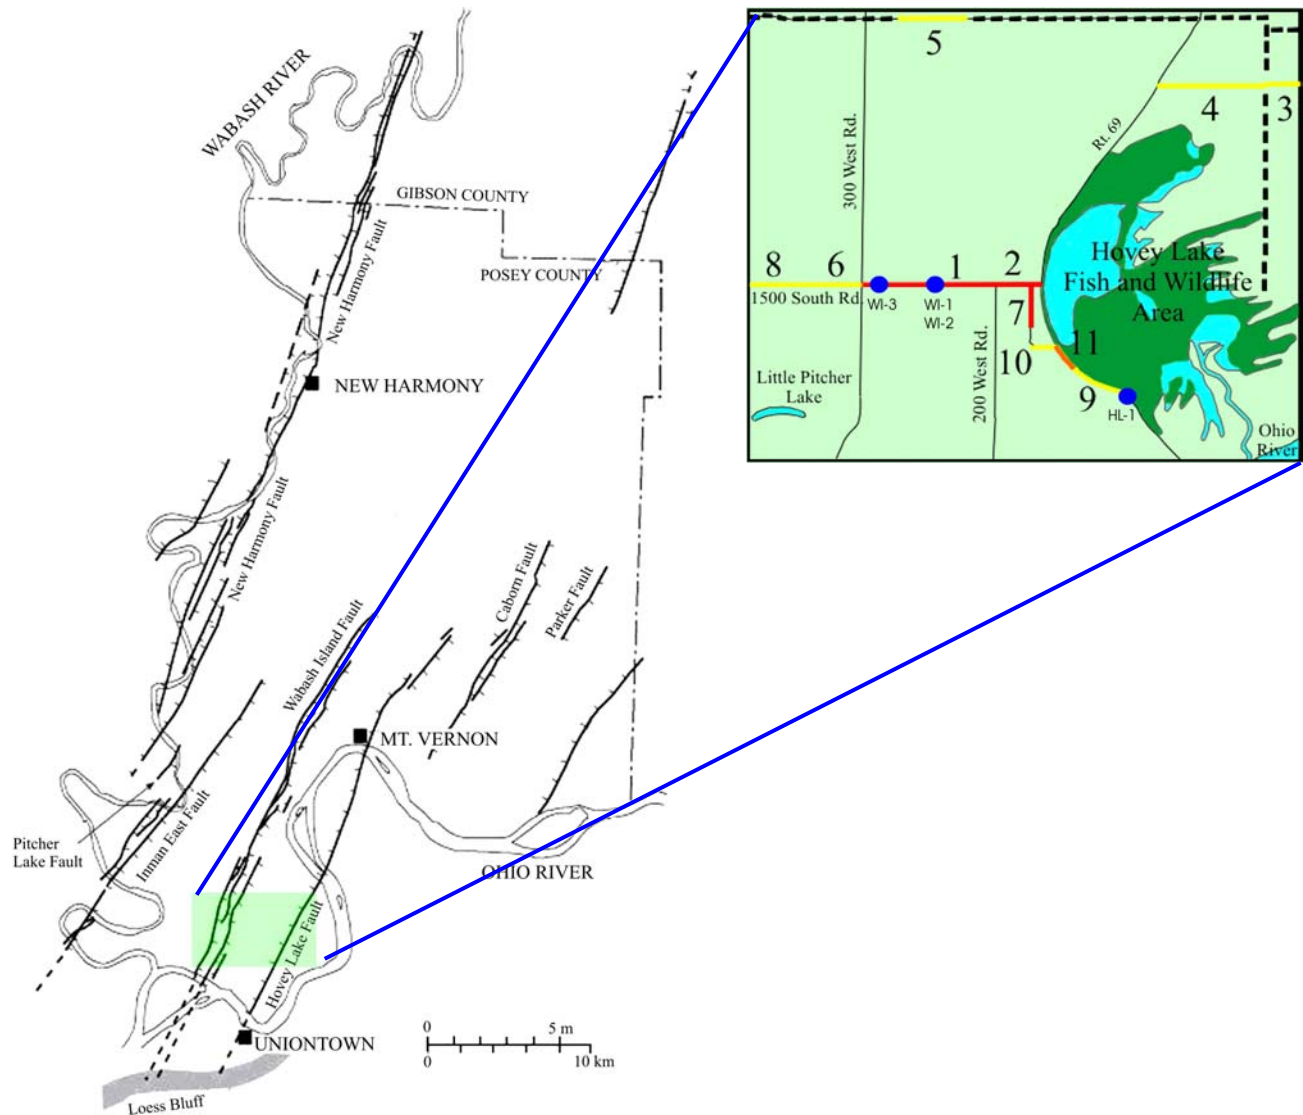 WABASH RIVER
GIBSON COUNTY
POSEY COUNTY
New Harmony Fault
NEW HARMONY
New Harmony Fault
Wabash Island Fault
Caborn Fault
Parker Fault
MT. VERNON
Pitcher
Lake Fault
Inman East Fault
OHIO RIVER
Hovey Lake Fault
UNIONTOWN
Loess Bluff
0
5 m
0
10 km
5
4
3
Rt. 69
300 West Rd.
8
6
1
2
1500 South Rd.
WI-3
WI-1
WI-2
Hovey Lake
Fish and Wildlife
Area
7
11
10
200 West Rd.
9
HL-1
Little Pitcher
Lake
Ohio
River